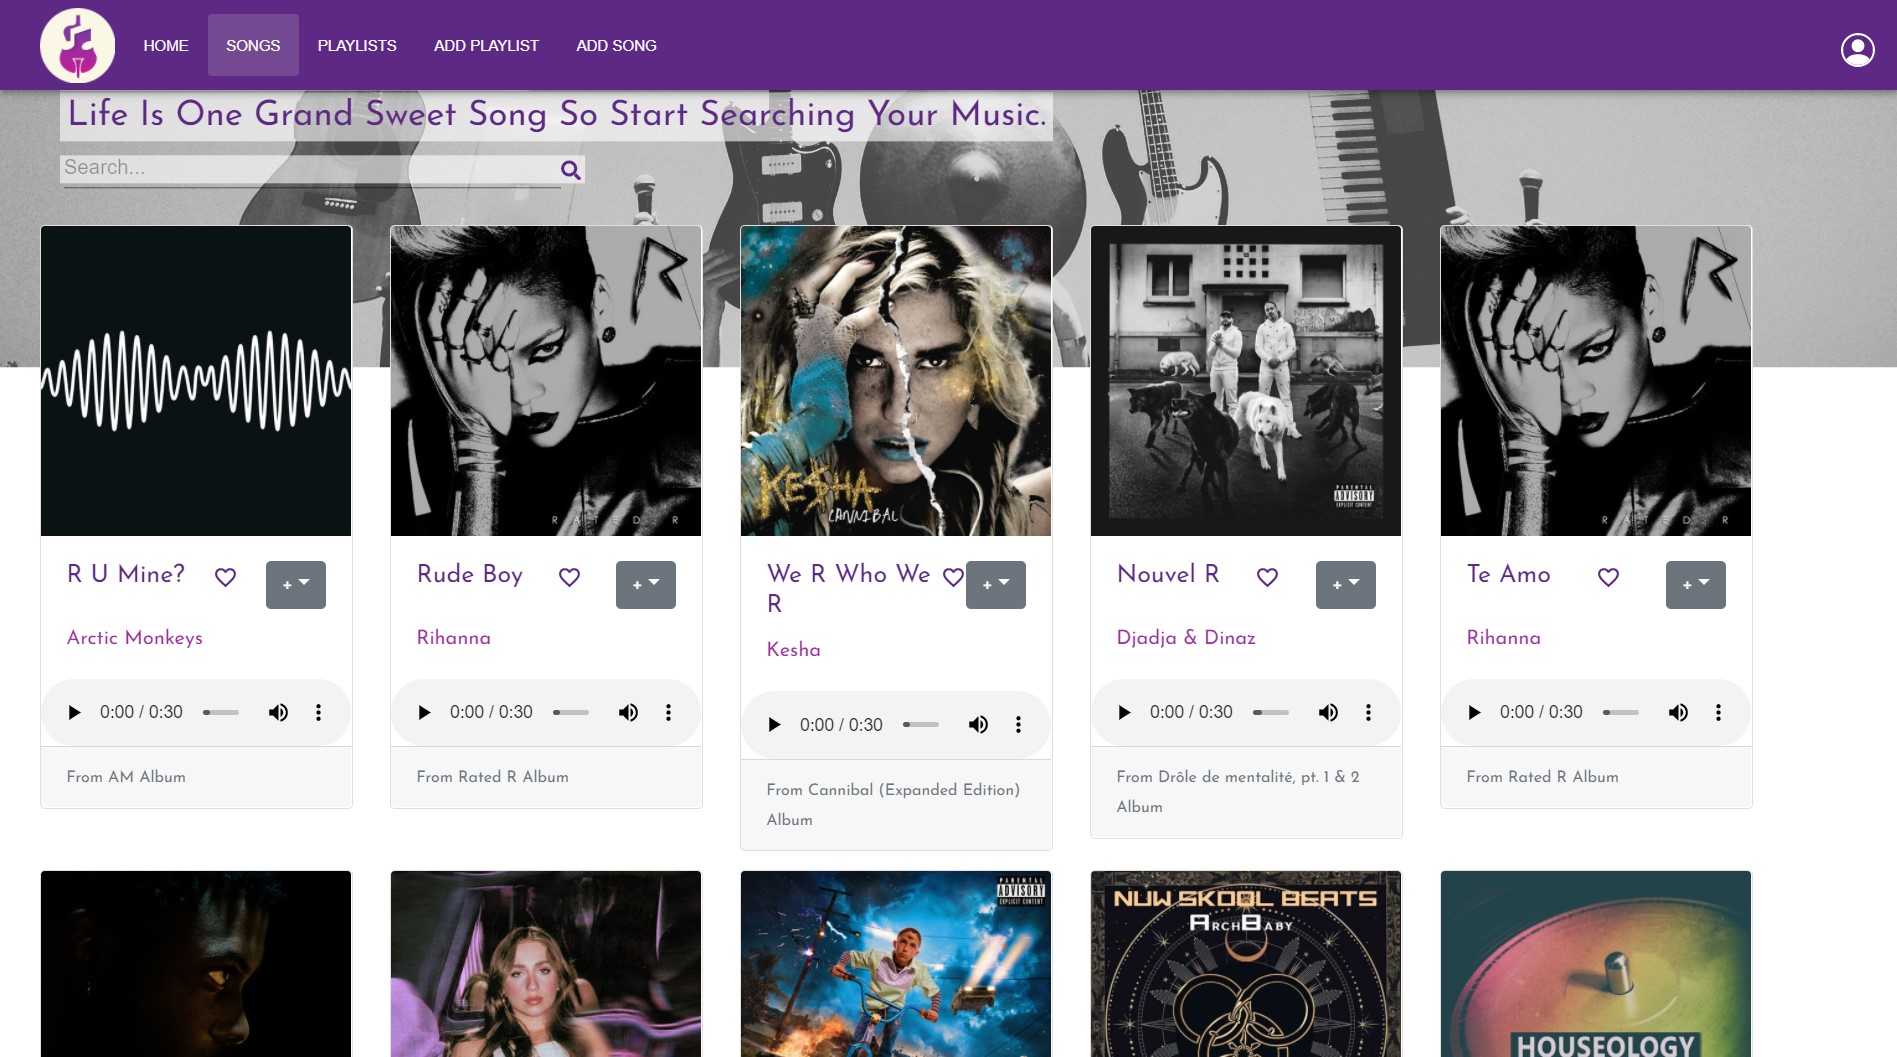 HOME SONGS PLAYLISTS ADD PLAYLIST ADD SONG
Life Is One Grand Sweet Song So Start Searching Your Music.
Search...
R
R
KE$HA
CANNIBAL
PARENTAL
ADVISORY
EXPLICIT CONTENT
RATED R
RATED R
R U Mine?
+
Rude Boy
+
We R Who We
R
+
Nouvel R
+
Te Amo
+
Arctic Monkeys
Rihanna
Kesha
Djadja & Dinaz
Rihanna
0:00 / 0:30
0:00 / 0:30
0:00 / 0:30
0:00 / 0:30
0:00 / 0:30
From AM Album
From Rated R Album
From Cannibal (Expanded Edition)
Album
From Drôle de mentalité, pt. 1 & 2
Album
From Rated R Album
PARENTAL
ADVISORY
EXPLICIT CONTENT
NUW SKOOL BEATS
ARCHBABY
HOUSEOLOGY